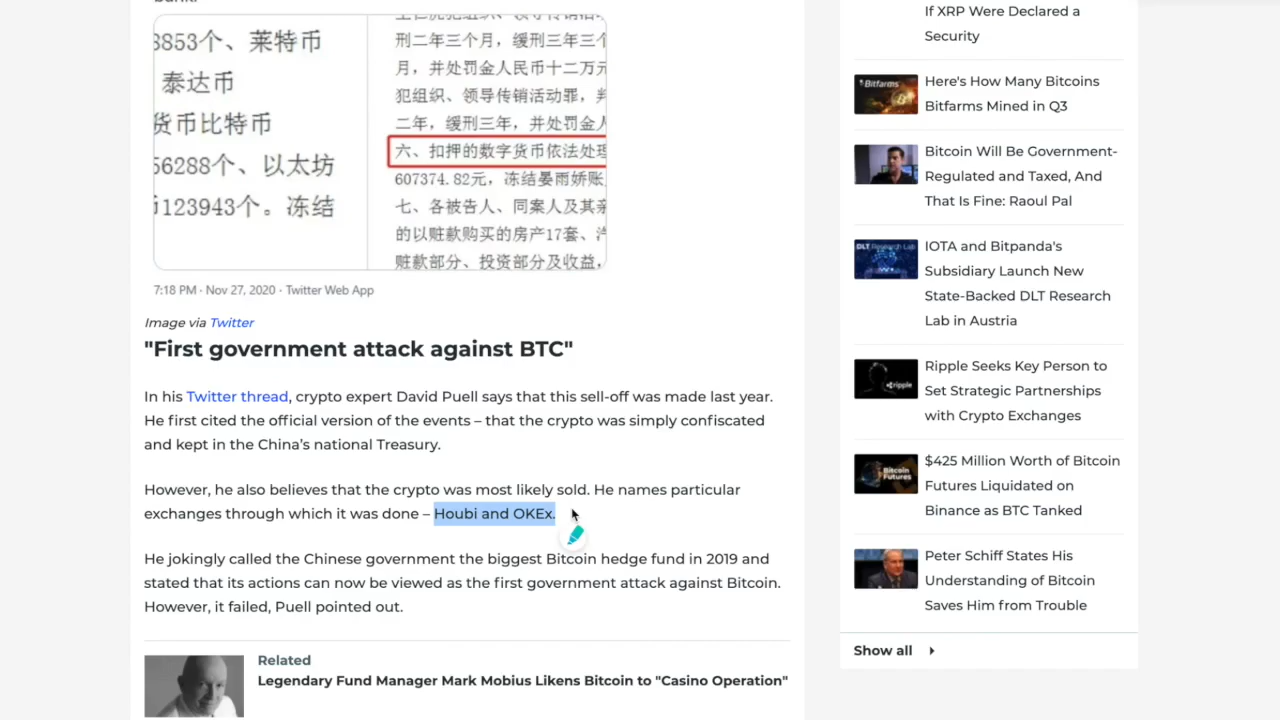 8853个、莱特币
泰达币
货币比特币
56288个、以太坊
123943个。冻结
刑二年三个月，缓刑三年三个
月，并处罚金人民币十二万元
犯组织、领导传销活动罪，判
二年，缓刑三年，并处罚金人
六、扣押的数字货币依法处理
607374.82元，冻结晏雨娇账
七、各被告人、同案人及其亲
的以赃款购买的房产17套、汽
赃款部分、投资部分及收益，
7:18 PM · Nov 27, 2020 · Twitter Web App
Image via Twitter
"First government attack against BTC"
In his Twitter thread, crypto expert David Puell says that this sell-off was made last year.
He first cited the official version of the events – that the crypto was simply confiscated
and kept in the China's national Treasury.
However, he also believes that the crypto was most likely sold. He names particular
exchanges through which it was done – Houbi and OKEx.
He jokingly called the Chinese government the biggest Bitcoin hedge fund in 2019 and
stated that its actions can now be viewed as the first government attack against Bitcoin.
However, it failed, Puell pointed out.
Related
Legendary Fund Manager Mark Mobius Likens Bitcoin to "Casino Operation"
If XRP Were Declared a
Security
Bitfarms
Here's How Many Bitcoins
Bitfarms Mined in Q3
Bitcoin Will Be Government-
Regulated and Taxed, And
That Is Fine: Raoul Pal
DLT Research Lab
IOTA and Bitpanda's
Subsidiary Launch New
State-Backed DLT Research
Lab in Austria
ripple
Ripple Seeks Key Person to
Set Strategic Partnerships
with Crypto Exchanges
Bitcoin
Futures
$425 Million Worth of Bitcoin
Futures Liquidated on
Binance as BTC Tanked
Peter Schiff States His
Understanding of Bitcoin
Saves Him from Trouble
Show all